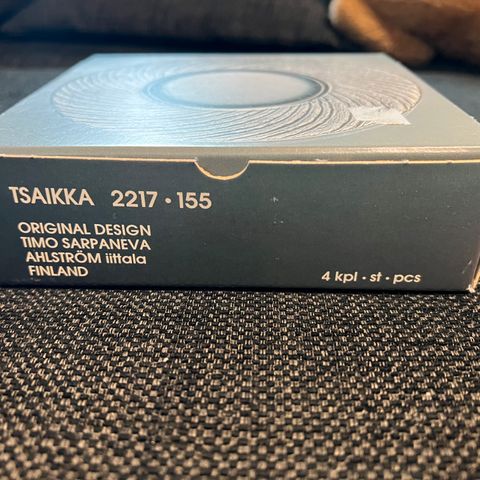 TSAIKKA 2217 · 155
ORIGINAL DESIGN
TIMO SARPANEVA
AHLSTRÖM iittala
FINLAND
4 kpl · st · pcs